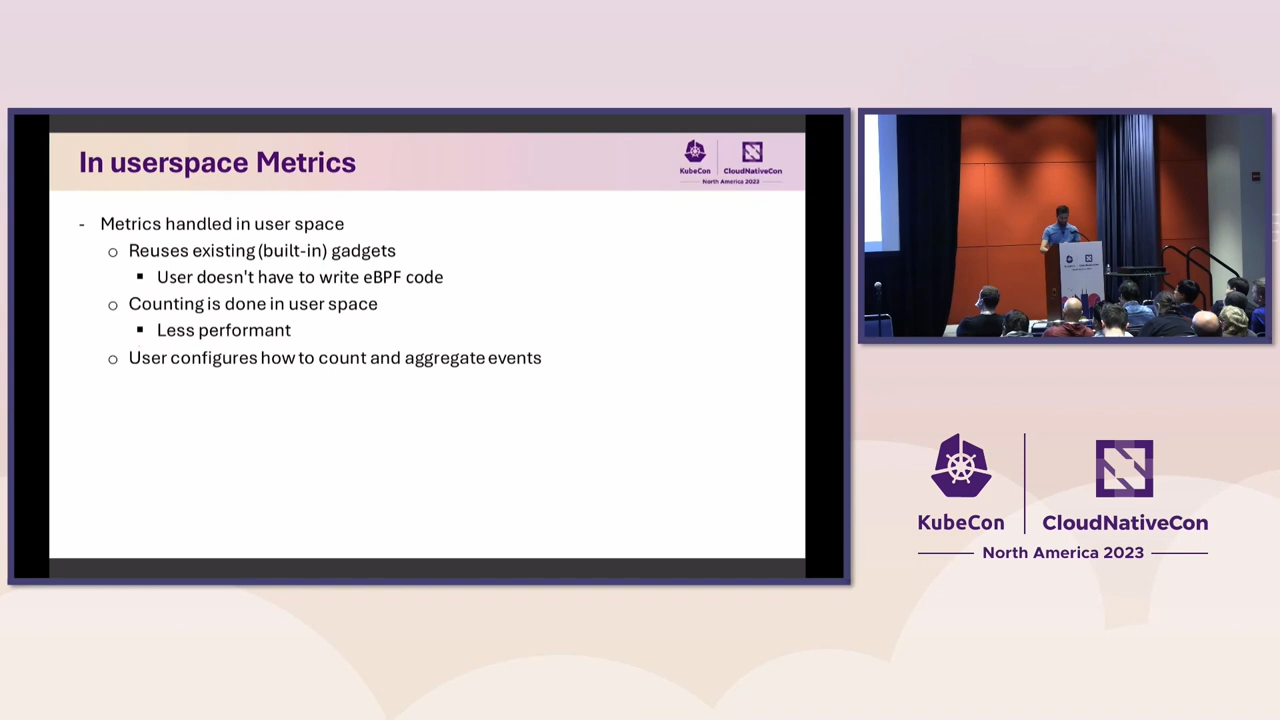 In userspace Metrics
KubeCon
CloudNativeCon
North America 2023
- Metrics handled in user space
o Reuses existing (built-in) gadgets
▪ User doesn't have to write eBPF code
o Counting is done in user space
▪ Less performant
o User configures how to count and aggregate events
KubeCon
CloudNativeCon
North America 2023